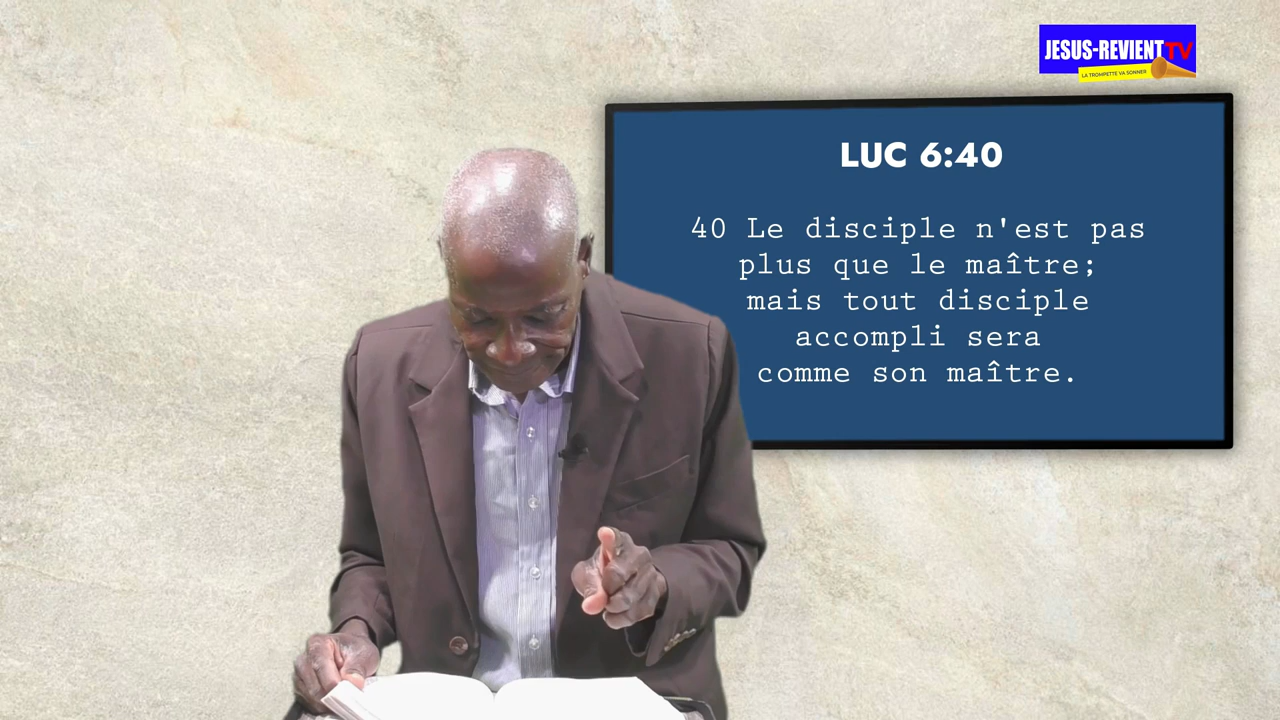 JESUS-REVIENT TV
LA TROMPETTE VA SONNER
LUC 6:40
40 Le disciple n'est pas
plus que le maître;
mais tout disciple
accompli sera
comme son maître.